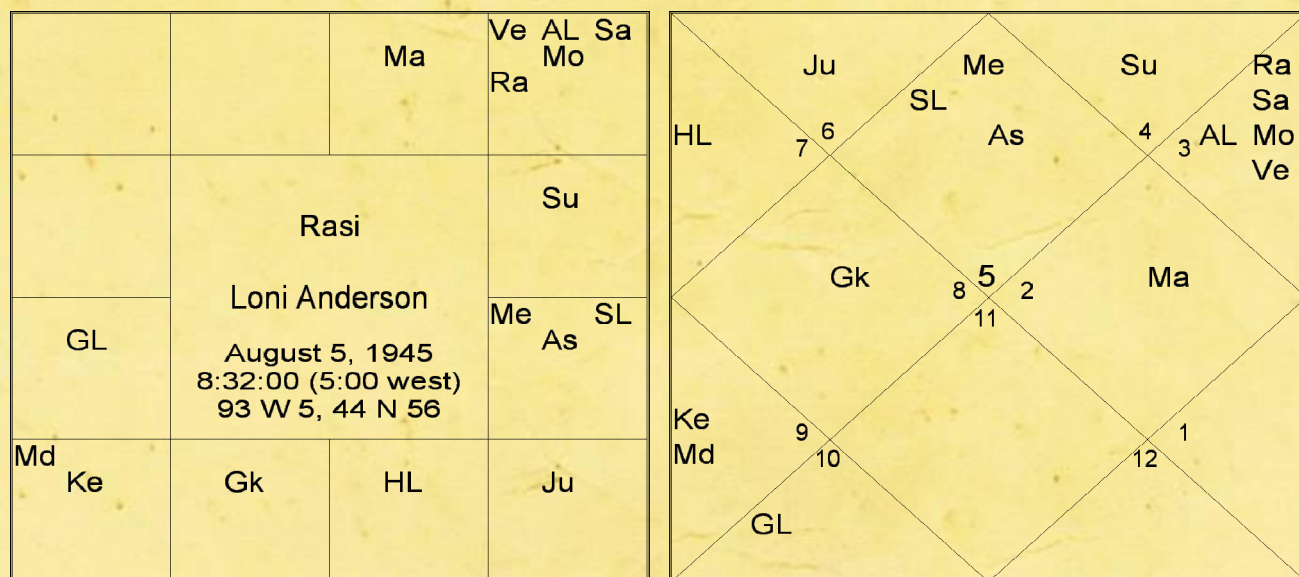 Ve AL Sa
Ma
Mo
Ra
Su
Rasi
Loni Anderson
GL
Me SL
As
August 5, 1945
8:32:00 (5:00 west)
93 W 5, 44 N 56
Md
Ke
Gk
HL
Ju
Ju
Me
Su
Ra
SL
Sa
HL
7
6
As
4
3
AL
Mo
Ve
Gk
8
5
2
Ma
11
Ke
9
1
Md
10
12
GL